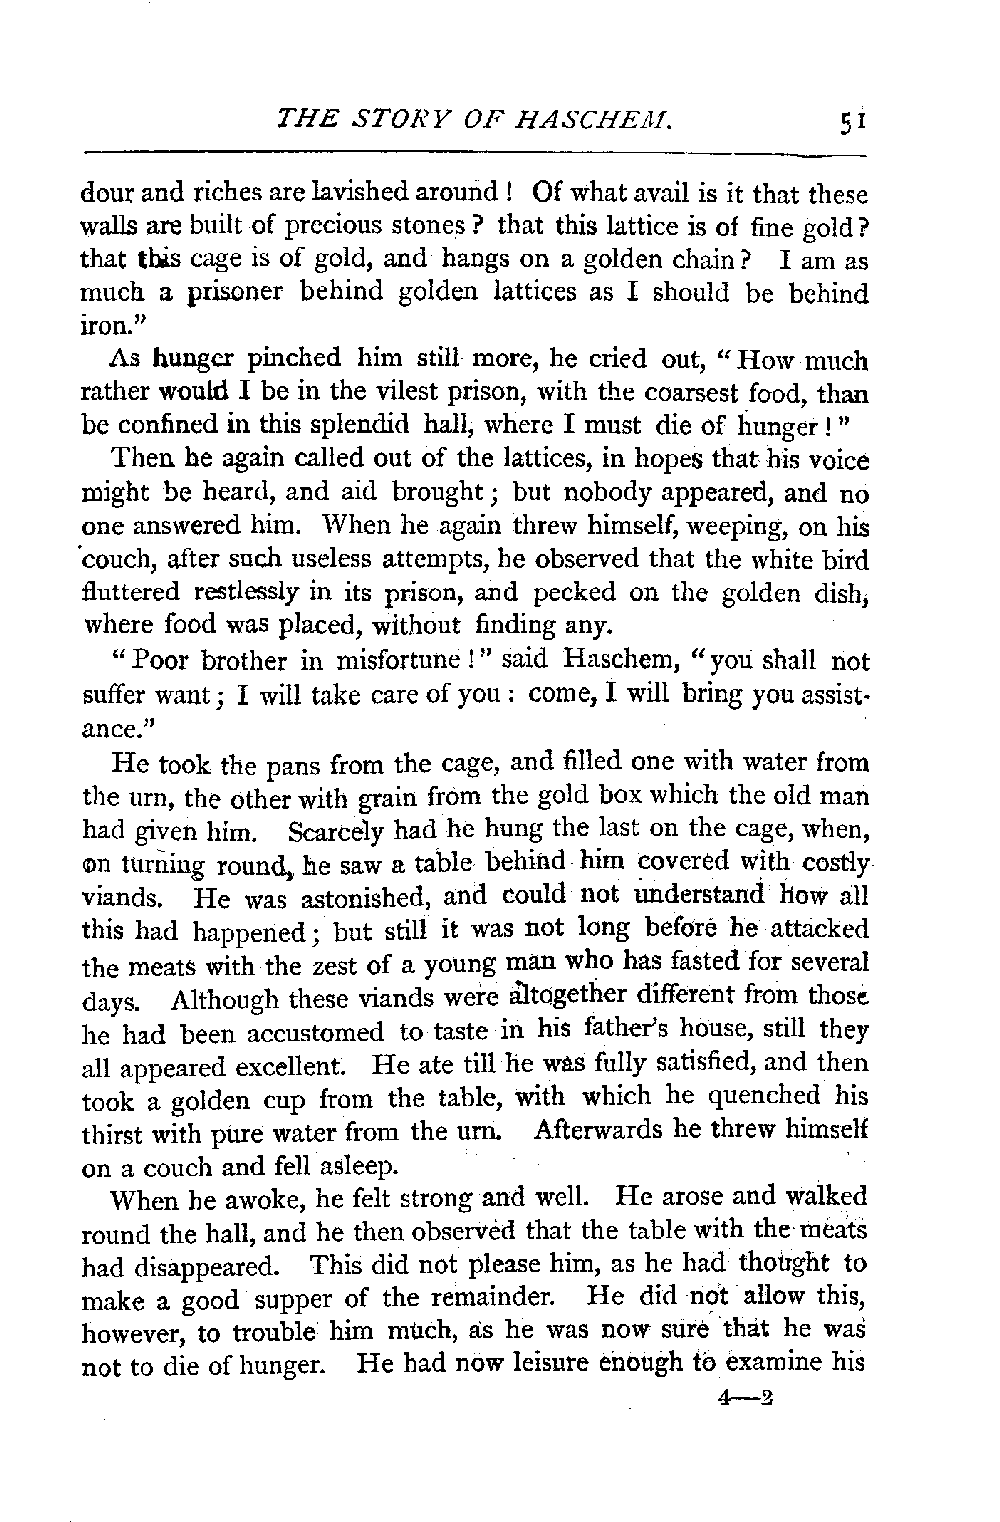 THE STORY OF HASCHEM. 51
dour and riches are lavished around! Of what avail is it that these
walls are built of precious stones? that this lattice is of fine gold?
that this cage is of gold, and hangs on a golden chain? I am as
much a prisoner behind golden lattices as I should be behind
iron."
As hunger pinched him still more, he cried out, "How much
rather would I be in the vilest prison, with the coarsest food, than
be confined in this splendid hall, where I must die of hunger!"
Then he again called out of the lattices, in hopes that his voice
might be heard, and aid brought; but nobody appeared, and no
one answered him. When he again threw himself, weeping, on his
couch, after such useless attempts, he observed that the white bird
fluttered restlessly in its prison, and pecked on the golden dish,
where food was placed, without finding any.
"Poor brother in misfortune!" said Haschem, "you shall not
suffer want; I will take care of you: come, I will bring you assist-
ance."
He took the pans from the cage, and filled one with water from
the urn, the other with grain from the gold box which the old man
had given him. Scarcely had he hung the last on the cage, when,
on turning round, he saw a table behind him covered with costly
viands. He was astonished, and could not understand how all
this had happened; but still it was not long before he attacked
the meats with the zest of a young man who has fasted for several
days. Although these viands were altogether different from those
he had been accustomed to taste in his father's house, still they
all appeared excellent. He ate till he was fully satisfied, and then
took a golden cup from the table, with which he quenched his
thirst with pure water from the urn. Afterwards he threw himself
on a couch and fell asleep.
When he awoke, he felt strong and well. He arose and walked
round the hall, and he then observed that the table with the meats
had disappeared. This did not please him, as he had thought to
make a good supper of the remainder. He did not allow this,
however, to trouble him much, as he was now sure that he was
not to die of hunger. He had now leisure enough to examine his
4—2